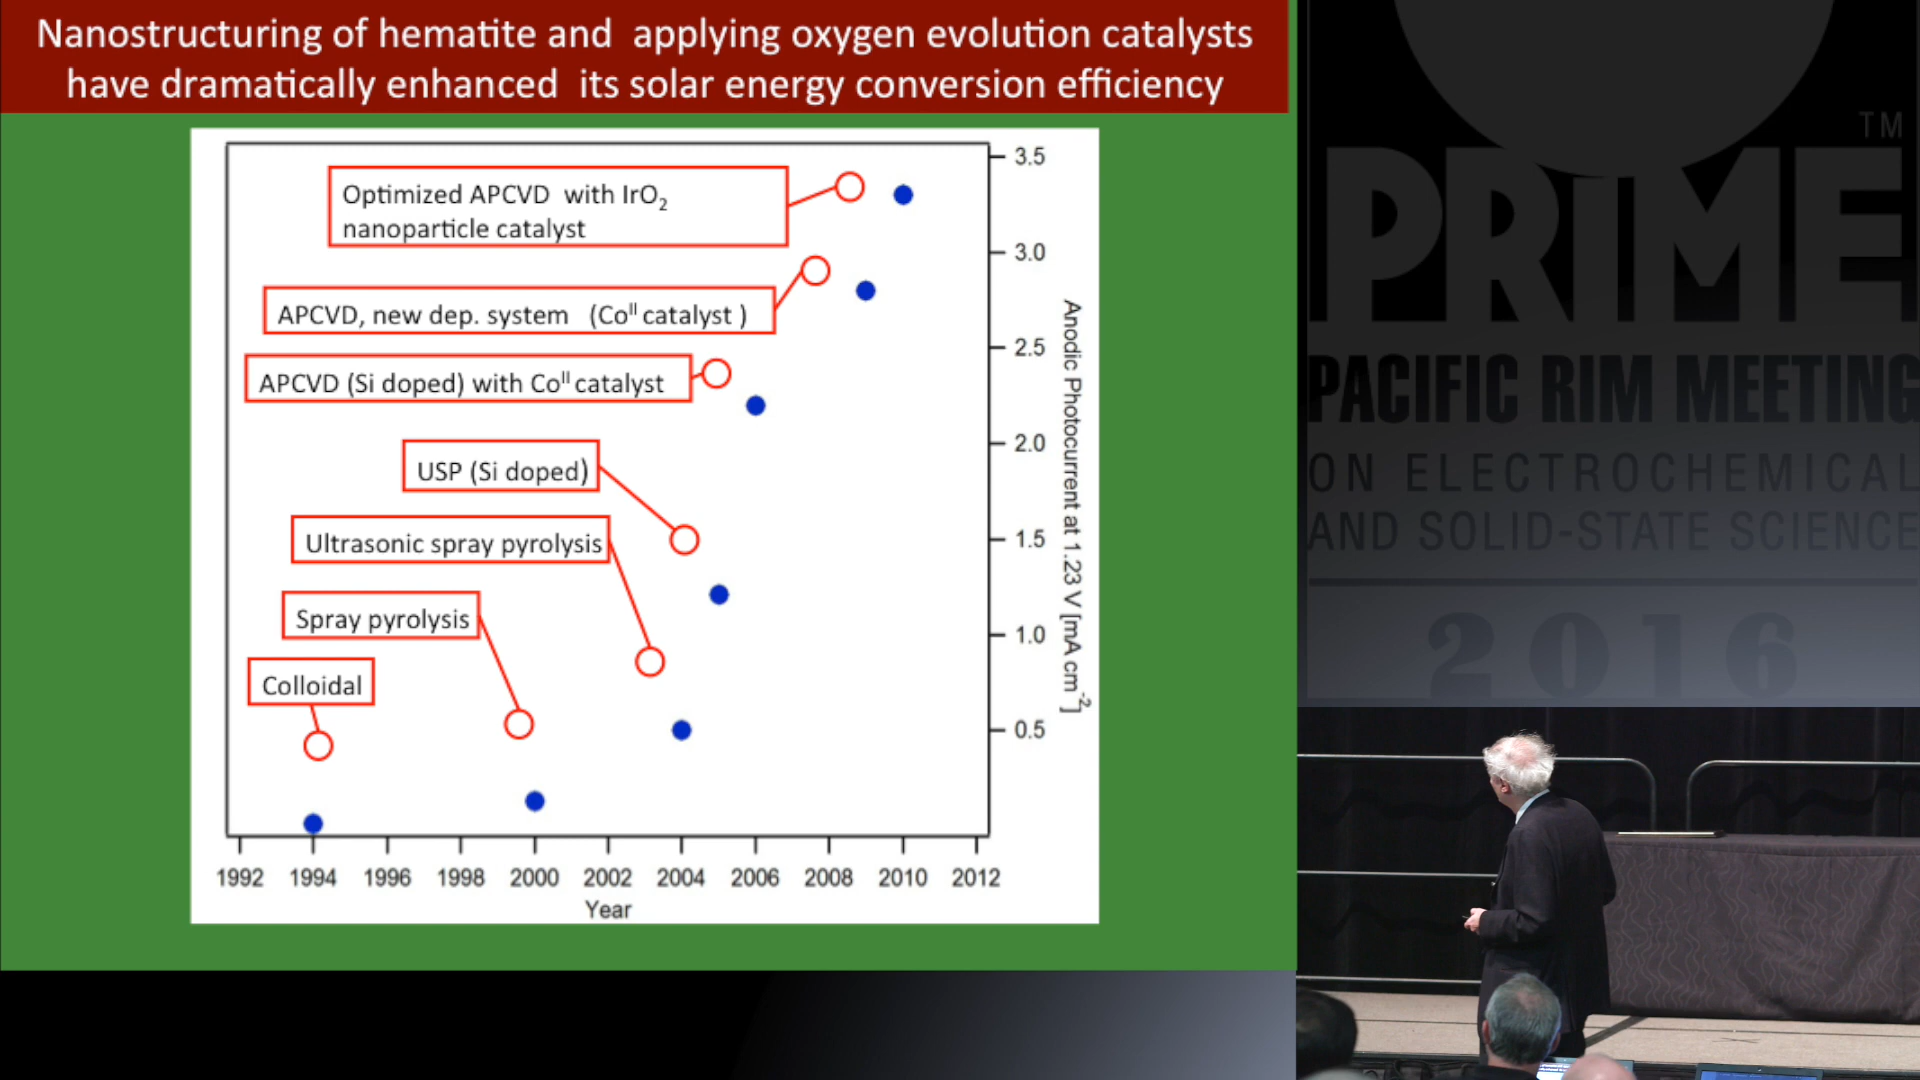 Nanostructuring of hematite and applying oxygen evolution catalysts
have dramatically enhanced its solar energy conversion efficiency
Optimized APCVD with IrO2
nanoparticle catalyst
APCVD, new dep. system (CoII catalyst )
APCVD (Si doped) with CoII catalyst
USP (Si doped)
Ultrasonic spray pyrolysis
Spray pyrolysis
Colloidal
3.5
3.0
2.5
2.0
1.5
1.0
0.5
Anodic Photocurrent at 1.23 V [mA cm-2]
1992 1994 1996 1998 2000 2002 2004 2006 2008 2010 2012
Year
PRiME TM
PACIFIC RIM MEETING
ON ELECTROCHEMICAL
AND SOLID-STATE SCIENCE
2016